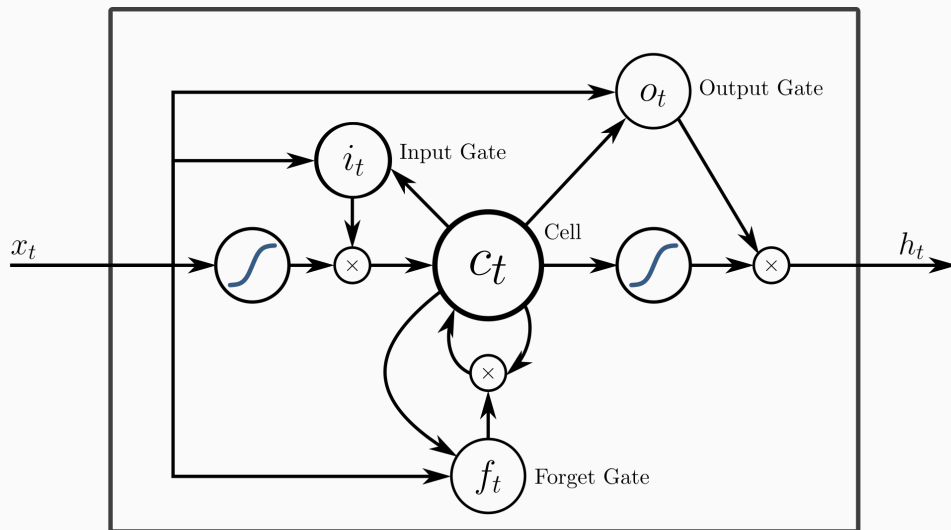 o_t Output Gate
i_t Input Gate
x_t
×
c_t
Cell
×
h_t
×
f_t Forget Gate